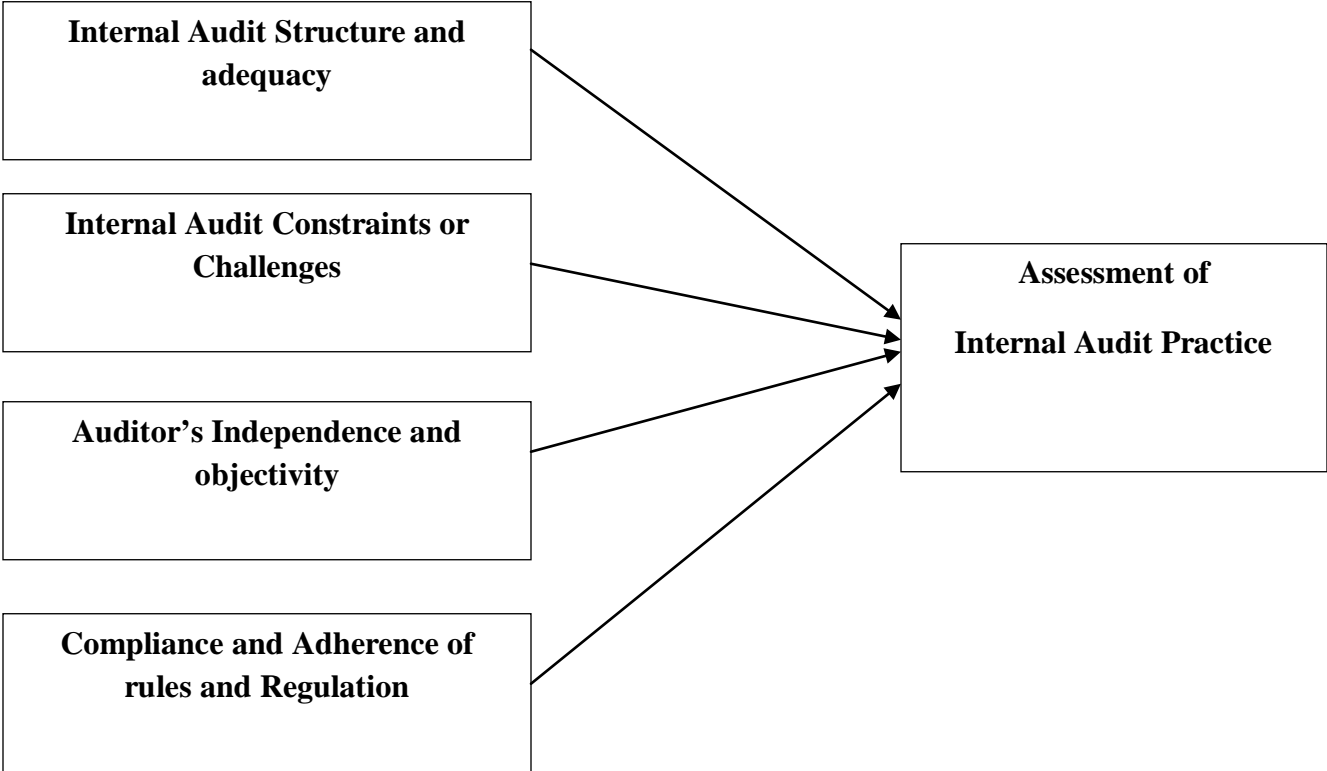 Internal Audit Structure and
adequacy
Internal Audit Constraints or
Challenges
Assessment of
Internal Audit Practice
Auditor’s Independence and
objectivity
Compliance and Adherence of
rules and Regulation